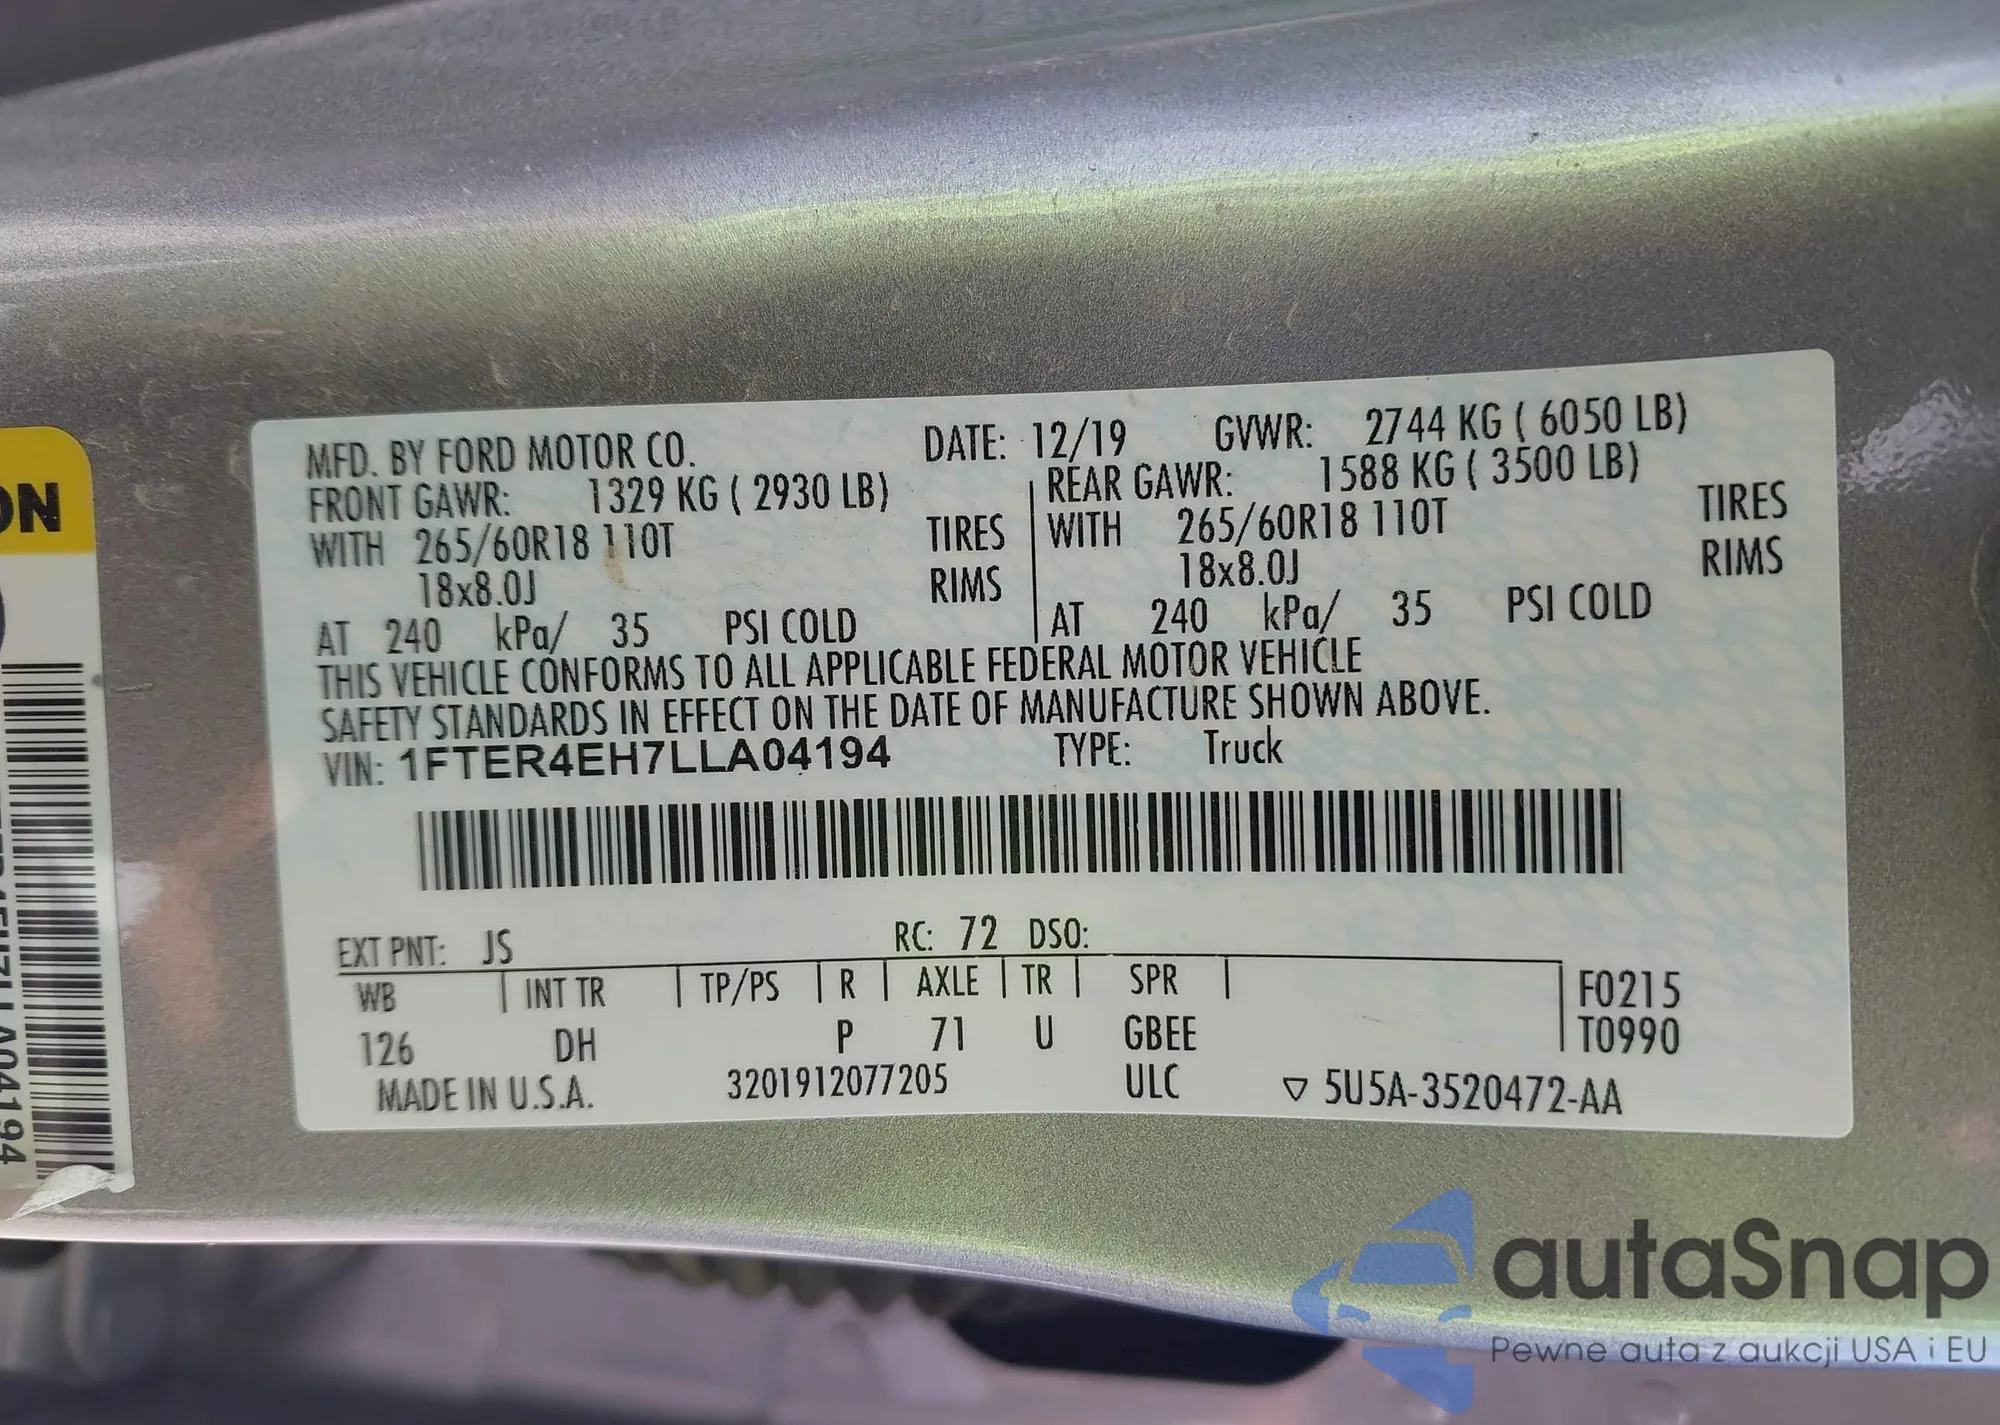 MFD. BY FORD MOTOR CO. DATE: 12/19 GVWR: 2744 KG ( 6050 LB)
FRONT GAWR: 1329 KG ( 2930 LB) REAR GAWR: 1588 KG ( 3500 LB)
WITH 265/60R18 110T TIRES WITH 265/60R18 110T TIRES
18x8.0J RIMS 18x8.0J RIMS
AT 240 kPa/ 35 PSI COLD AT 240 kPa/ 35 PSI COLD
THIS VEHICLE CONFORMS TO ALL APPLICABLE FEDERAL MOTOR VEHICLE
SAFETY STANDARDS IN EFFECT ON THE DATE OF MANUFACTURE SHOWN ABOVE.
VIN: 1FTER4EH7LLA04194 TYPE: Truck
EXT PNT: JS RC: 72 DSO:
WB INT TR TP/PS R AXLE TR SPR F0215
126 DH P 71 U GBEE T0990
MADE IN U.S.A. 3201912077205 ULC ▽ 5U5A-3520472-AA
ON
autaSnap
Pewne auta z aukcji USA i EU